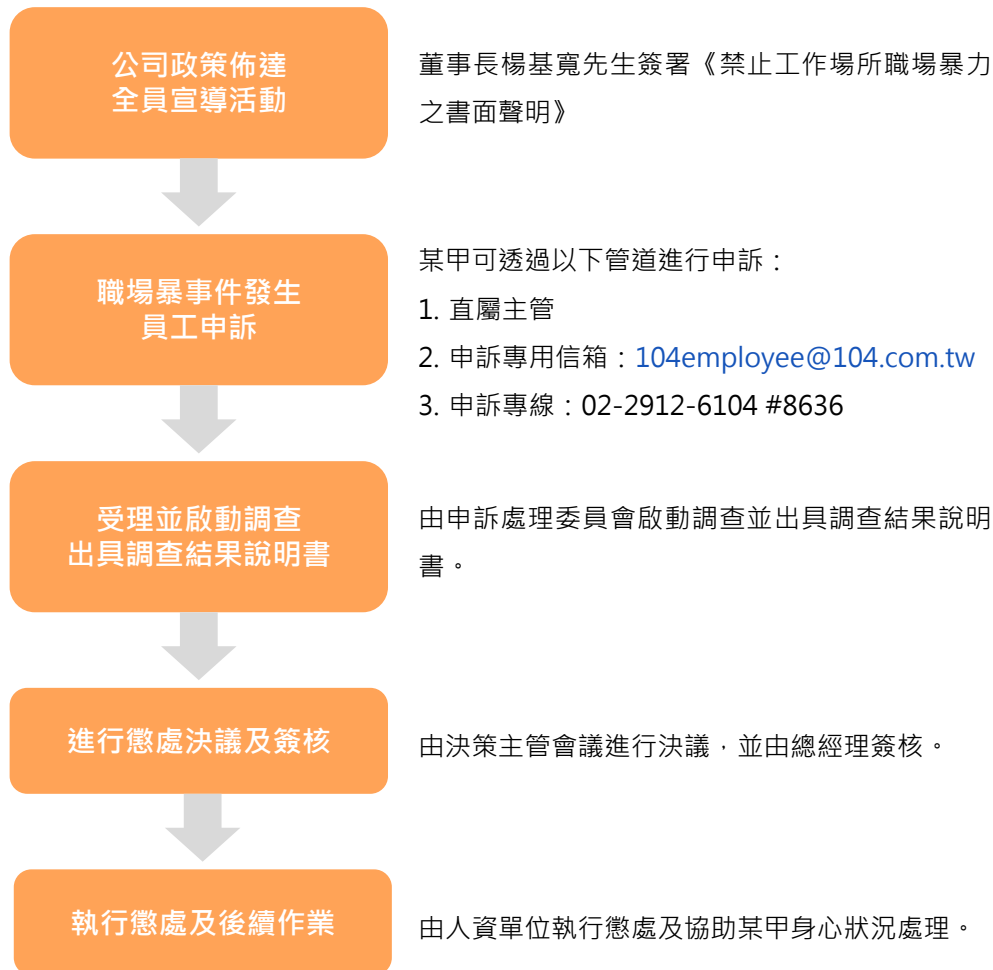 公司政策佈達
全員宣導活動
董事長楊基寬先生簽署《禁止工作場所職場暴力
之書面聲明》
職場暴事件發生
員工申訴
某甲可透過以下管道進行申訴：
1. 直屬主管
2. 申訴專用信箱：104employee@104.com.tw
3. 申訴專線：02-2912-6104 #8636
受理並啟動調查
出具調查結果說明書
由申訴處理委員會啟動調查並出具調查結果說明
書。
進行懲處決議及簽核
由決策主管會議進行決議，並由總經理簽核。
執行懲處及後續作業
由人資單位執行懲處及協助某甲身心狀況處理。